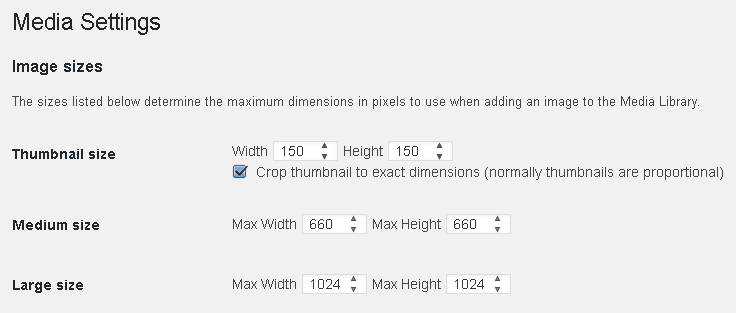 Media Settings
Image sizes
The sizes listed below determine the maximum dimensions in pixels to use when adding an image to the Media Library.
Thumbnail size Width 150 Height 150
Crop thumbnail to exact dimensions (normally thumbnails are proportional)
Medium size Max Width 660 Max Height 660
Large size Max Width 1024 Max Height 1024